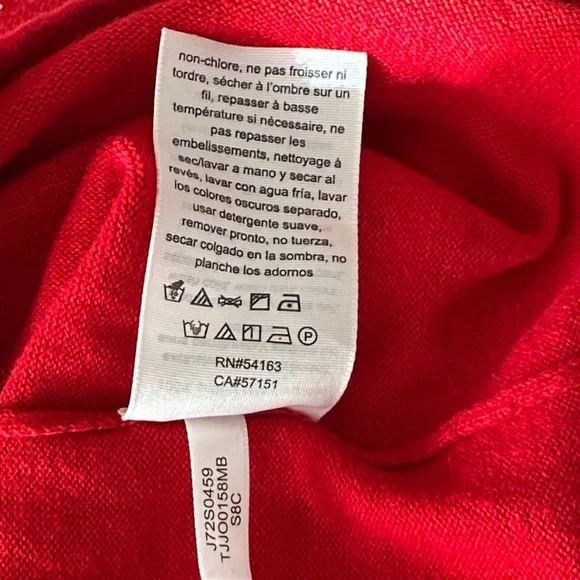 non-chlore, ne pas froisser ni
tordre, sécher à l'ombre sur un
fil, repasser à basse
température si nécessaire, ne
pas repasser les
embelissements, nettoyage à
sec/lavar a mano y secar al
revés, lavar con agua fría, lavar
los colores oscuros separado,
usar detergente suave,
remover pronto, no tuerza,
secar colgado en la sombra, no
planche los adornos
P
RN#54163
CA#57151
J72S0459
TJJO0158MB
S8C